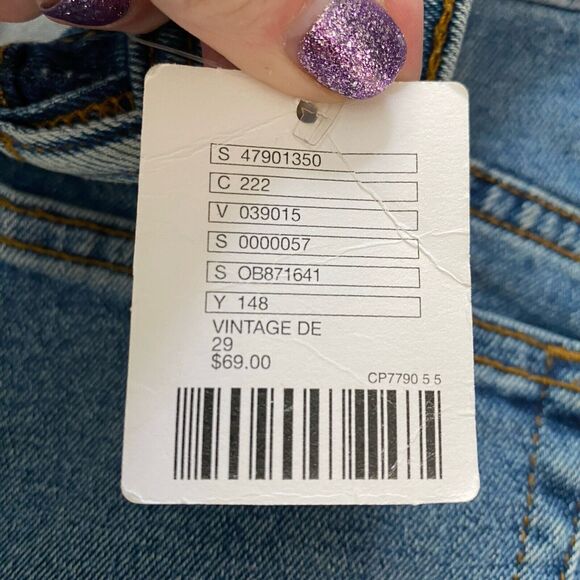 S 47901350
C 222
V 039015
S 0000057
S OB871641
Y 148
VINTAGE DE
29
$69.00
CP7790 5 5